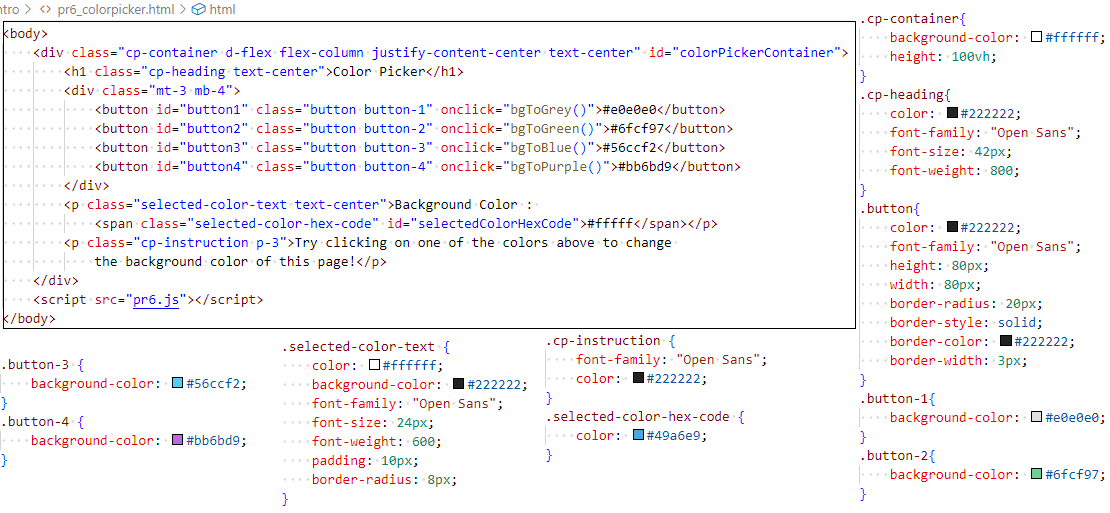 ntro > <> pr6_colorpicker.html > html
<body>
    <div class="cp-container d-flex flex-column justify-content-center text-center" id="colorPickerContainer">
        <h1 class="cp-heading text-center">Color Picker</h1>
        <div class="mt-3 mb-4">
            <button id="button1" class="button button-1" onclick="bgToGrey()">#e0e0e0</button>
            <button id="button2" class="button button-2" onclick="bgToGreen()">#6fcf97</button>
            <button id="button3" class="button button-3" onclick="bgToBlue()">#56ccf2</button>
            <button id="button4" class="button button-4" onclick="bgToPurple()">#bb6bd9</button>
        </div>
        <p class="selected-color-text text-center">Background Color :
            <span class="selected-color-hex-code" id="selectedColorHexCode">#fffff</span></p>
        <p class="cp-instruction p-3">Try clicking on one of the colors above to change
            the background color of this page!</p>
    </div>
    <script src="pr6.js"></script>
</body>
.button-3 {
    background-color: #56ccf2;
}
.button-4 {
    background-color: #bb6bd9;
}
.selected-color-text {
    color: #ffffff;
    background-color: #222222;
    font-family: "Open Sans";
    font-size: 24px;
    font-weight: 600;
    padding: 10px;
    border-radius: 8px;
}
.cp-instruction {
    font-family: "Open Sans";
    color: #222222;
}
.selected-color-hex-code {
    color: #49a6e9;
}
.cp-container{
    background-color: #ffffff;
    height: 100vh;
}
.cp-heading{
    color: #222222;
    font-family: "Open Sans";
    font-size: 42px;
    font-weight: 800;
}
.button{
    color: #222222;
    font-family: "Open Sans";
    height: 80px;
    width: 80px;
    border-radius: 20px;
    border-style: solid;
    border-color: #222222;
    border-width: 3px;
}
.button-1{
    background-color: #e0e0e0;
}
.button-2{
    background-color: #6fcf97;
}